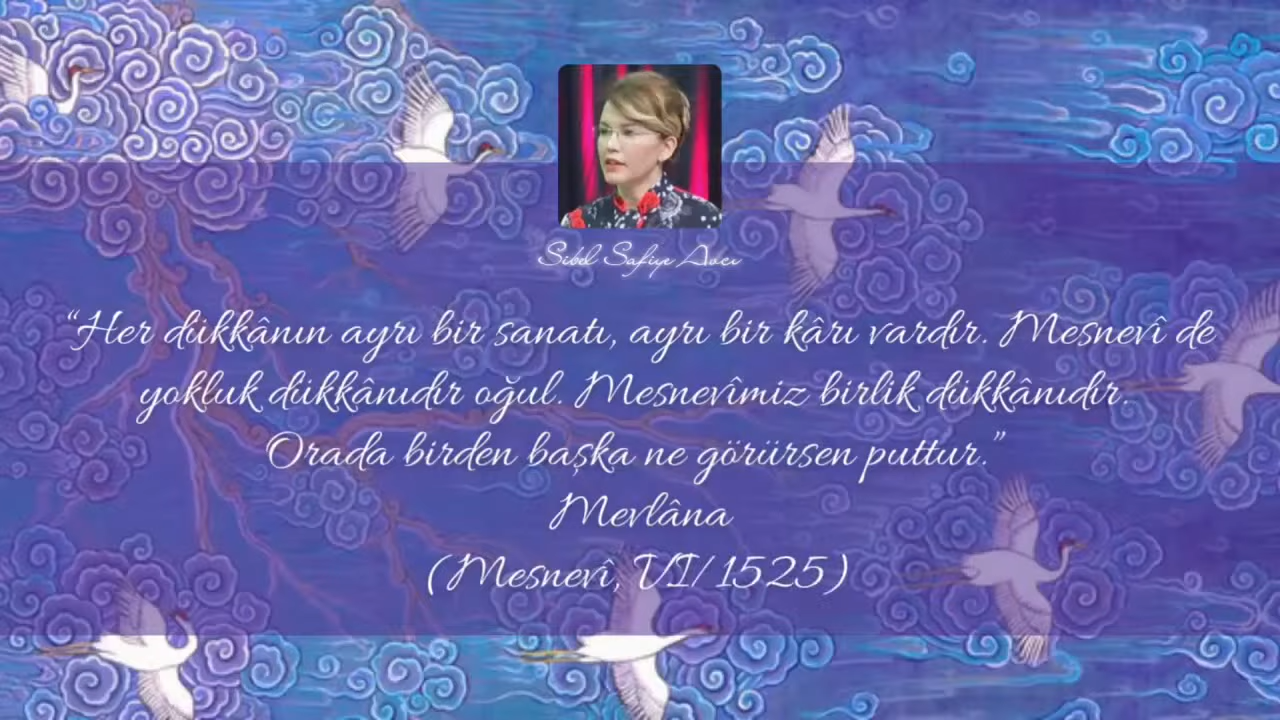 Sibel Safiye Avcı
“Her dükkânın ayrı bir sanatı, ayrı bir kârı vardır. Mesnevî de
yokluk dükkânıdır oğul. Mesnevîmiz birlik dükkânıdır.
Orada birden başka ne görürsen puttur.”
Mevlâna
(Mesnevî, VI/1525)